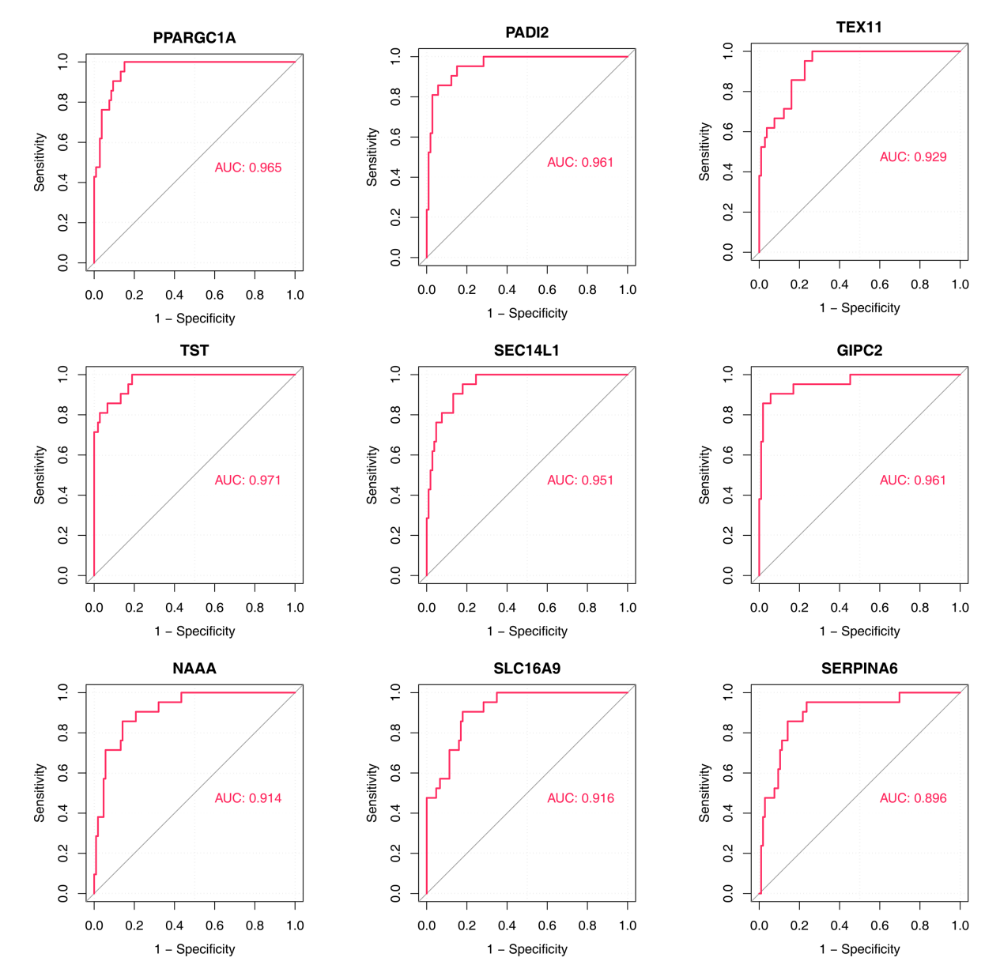 PPARGC1A
Sensitivity
0.0 0.2 0.4 0.6 0.8 1.0
AUC: 0.965
0.0 0.2 0.4 0.6 0.8 1.0
1 − Specificity
PADI2
Sensitivity
0.0 0.2 0.4 0.6 0.8 1.0
AUC: 0.961
0.0 0.2 0.4 0.6 0.8 1.0
1 − Specificity
TEX11
Sensitivity
0.0 0.2 0.4 0.6 0.8 1.0
AUC: 0.929
0.0 0.2 0.4 0.6 0.8 1.0
1 − Specificity
TST
Sensitivity
0.0 0.2 0.4 0.6 0.8 1.0
AUC: 0.971
0.0 0.2 0.4 0.6 0.8 1.0
1 − Specificity
SEC14L1
Sensitivity
0.0 0.2 0.4 0.6 0.8 1.0
AUC: 0.951
0.0 0.2 0.4 0.6 0.8 1.0
1 − Specificity
GIPC2
Sensitivity
0.0 0.2 0.4 0.6 0.8 1.0
AUC: 0.961
0.0 0.2 0.4 0.6 0.8 1.0
1 − Specificity
NAAA
Sensitivity
0.0 0.2 0.4 0.6 0.8 1.0
AUC: 0.914
0.0 0.2 0.4 0.6 0.8 1.0
1 − Specificity
SLC16A9
Sensitivity
0.0 0.2 0.4 0.6 0.8 1.0
AUC: 0.916
0.0 0.2 0.4 0.6 0.8 1.0
1 − Specificity
SERPINA6
Sensitivity
0.0 0.2 0.4 0.6 0.8 1.0
AUC: 0.896
0.0 0.2 0.4 0.6 0.8 1.0
1 − Specificity